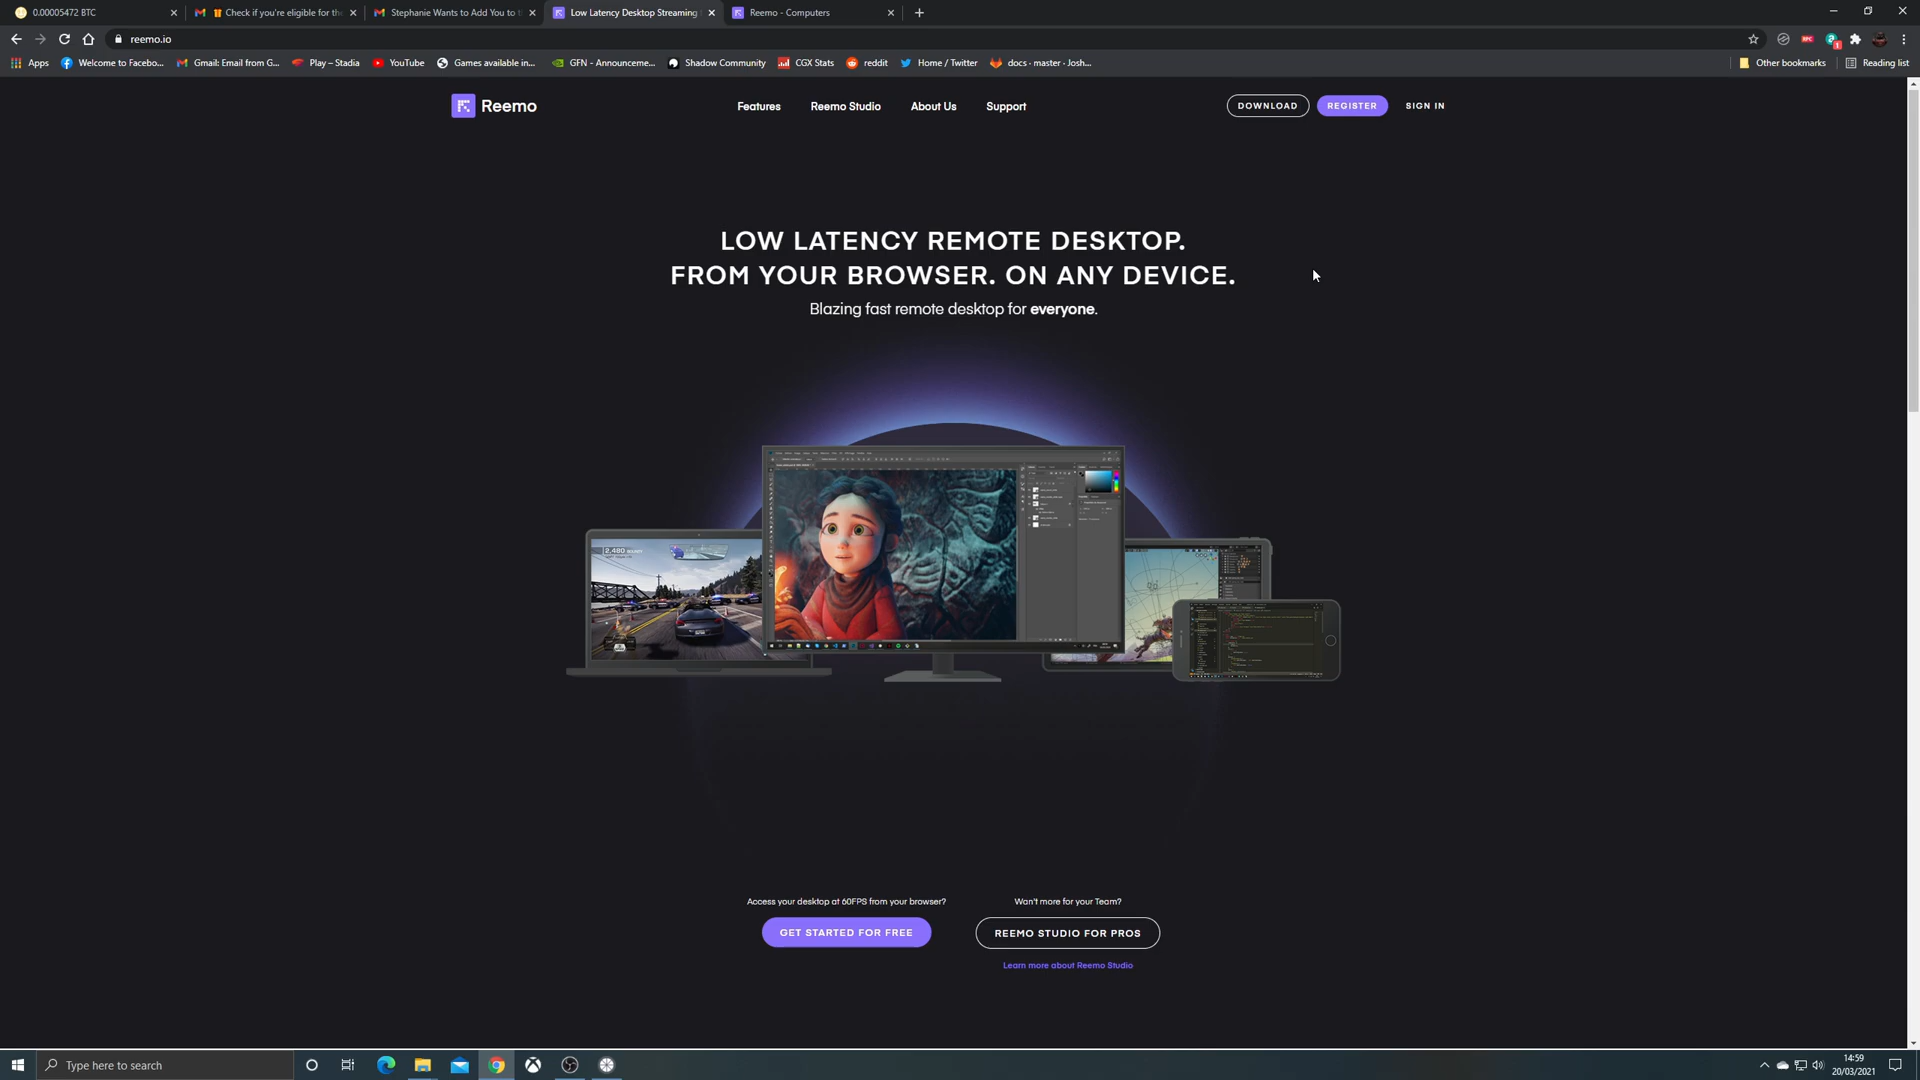 0.00005472 BTC
Check if you're eligible for the
Stephanie Wants to Add You to t
Low Latency Desktop Streaming
Reemo - Computers
reemo.io
Apps
Welcome to Facebo...
Gmail: Email from G...
Play – Stadia
YouTube
Games available in...
GFN - Announceme...
Shadow Community
CGX Stats
reddit
Home / Twitter
docs · master · Josh...
Other bookmarks
Reading list
Reemo
Features
Reemo Studio
About Us
Support
DOWNLOAD
REGISTER
SIGN IN
LOW LATENCY REMOTE DESKTOP.
FROM YOUR BROWSER. ON ANY DEVICE.
Blazing fast remote desktop for everyone.
2,480
Access your desktop at 60FPS from your browser?
Wan't more for your Team?
GET STARTED FOR FREE
REEMO STUDIO FOR PROS
Learn more about Reemo Studio
Type here to search
14:59
20/03/2021